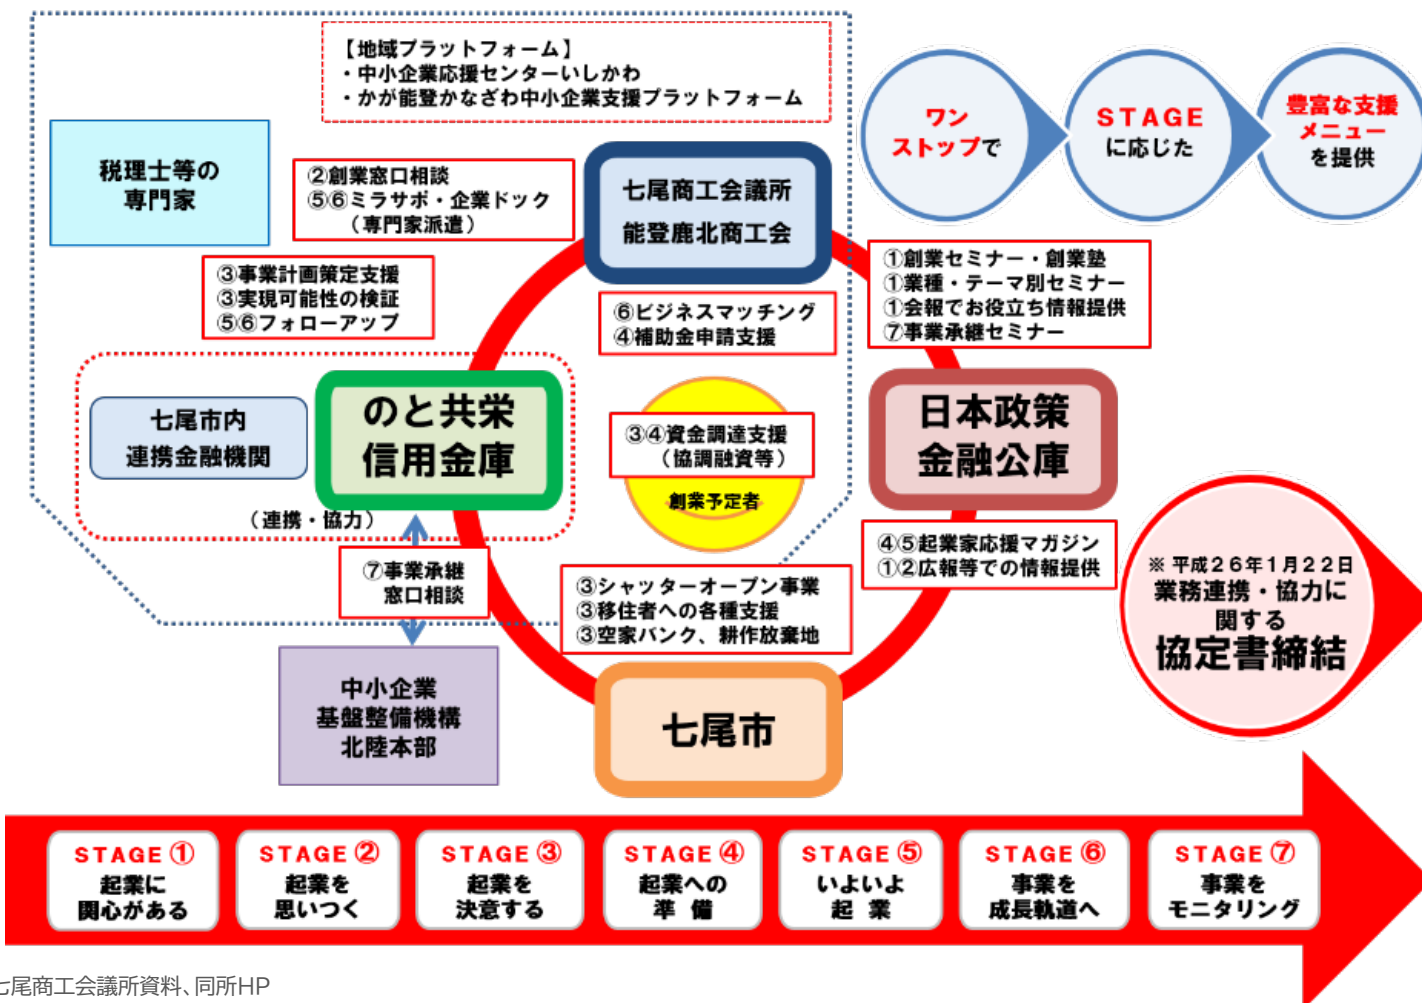 【地域プラットフォーム】
・中小企業応援センターいしかわ
・かが能登かなざわ中小企業支援プラットフォーム
ワン
ストップで
STAGE
に応じた
豊富な支援
メニュー
を提供
税理士等の
専門家
②創業窓口相談
⑤⑥ミラサポ・企業ドック
（専門家派遣）
七尾商工会議所
能登鹿北商工会
③事業計画策定支援
③実現可能性の検証
⑤⑥フォローアップ
⑥ビジネスマッチング
④補助金申請支援
①創業セミナー・創業塾
①業種・テーマ別セミナー
①会報でお役立ち情報提供
⑦事業承継セミナー
七尾市内
連携金融機関
のと共栄
信用金庫
（連携・協力）
③④資金調達支援
（協調融資等）
創業予定者
日本政策
金融公庫
⑦事業承継
窓口相談
③シャッターオープン事業
③移住者への各種支援
③空家バンク、耕作放棄地
④⑤起業家応援マガジン
①②広報等での情報提供
※平成２６年１月２２日
業務連携・協力に
関する
協定書締結
中小企業
基盤整備機構
北陸本部
七尾市
STAGE①
起業に
関心がある
STAGE②
起業を
思いつく
STAGE③
起業を
決意する
STAGE④
起業への
準 備
STAGE⑤
いよいよ
起 業
STAGE⑥
事業を
成長軌道へ
STAGE⑦
事業を
モニタリング
七尾商工会議所資料、同所HP